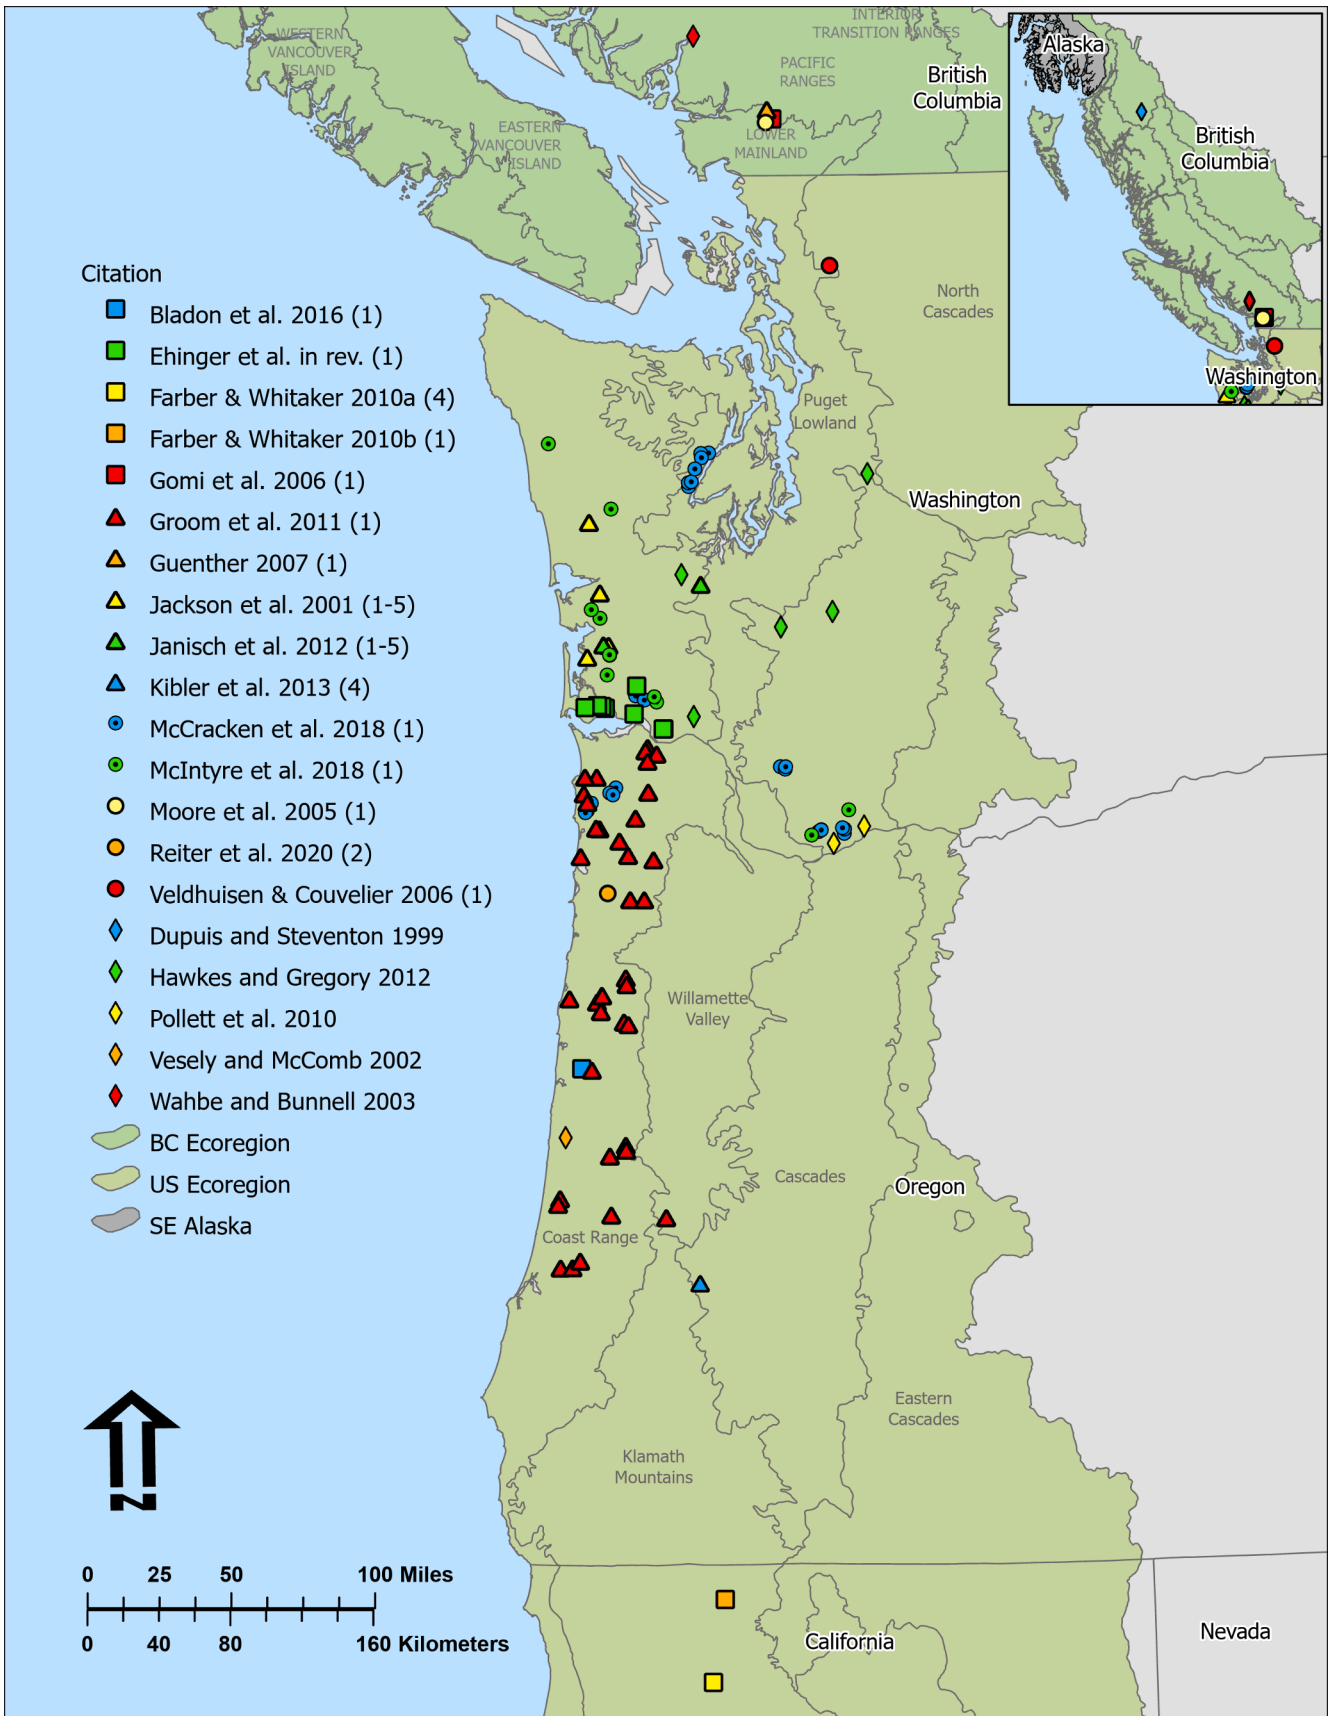 WESTERN
VANCOUVER
ISLAND
INTERIOR
TRANSITION RANGES
PACIFIC
RANGES
British
Columbia
EASTERN
VANCOUVER
ISLAND
LOWER
MAINLAND
Alaska
British
Columbia
Washington
North
Cascades
Puget
Lowland
Washington
Citation
Bladon et al. 2016 (1)
Ehinger et al. in rev. (1)
Farber & Whitaker 2010a (4)
Farber & Whitaker 2010b (1)
Gomi et al. 2006 (1)
Groom et al. 2011 (1)
Guenther 2007 (1)
Jackson et al. 2001 (1-5)
Janisch et al. 2012 (1-5)
Kibler et al. 2013 (4)
McCracken et al. 2018 (1)
McIntyre et al. 2018 (1)
Moore et al. 2005 (1)
Reiter et al. 2020 (2)
Veldhuisen & Couvelier 2006 (1)
Dupuis and Steventon 1999
Hawkes and Gregory 2012
Pollett et al. 2010
Vesely and McComb 2002
Wahbe and Bunnell 2003
BC Ecoregion
US Ecoregion
SE Alaska
Willamette
Valley
Cascades
Oregon
Coast Range
Eastern
Cascades
Klamath
Mountains
N
0 25 50 100 Miles
0 40 80 160 Kilometers
California
Nevada